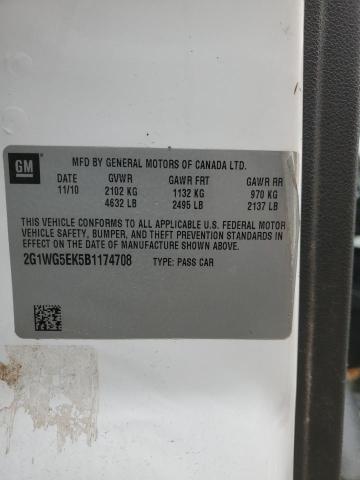 GM
MFD BY GENERAL MOTORS OF CANADA LTD.
DATE GVWR GAWR FRT GAWR RR
11/10 2102 KG 1132 KG 970 KG
4632 LB 2495 LB 2137 LB
THIS VEHICLE CONFORMS TO ALL APPLICABLE U.S. FEDERAL MOTOR
VEHICLE SAFETY, BUMPER, AND THEFT PREVENTION STANDARDS IN
EFFECT ON THE DATE OF MANUFACTURE SHOWN ABOVE.
2G1WG5EK5B1174708 TYPE: PASS CAR